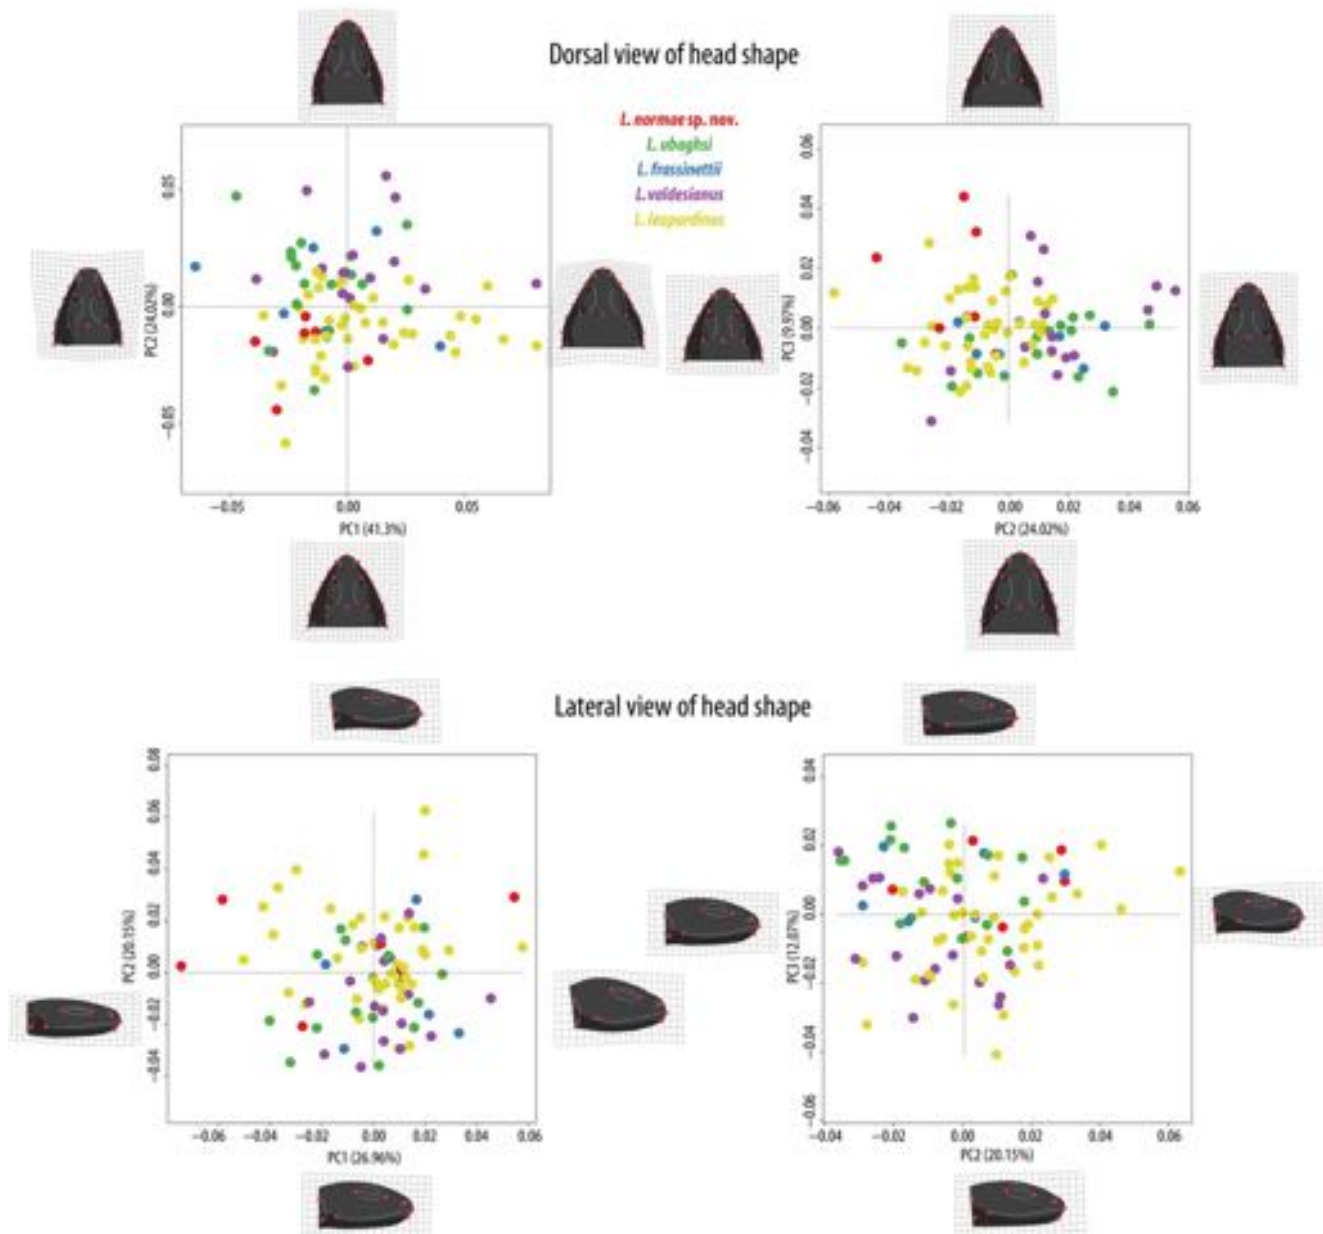 Dorsal view of head shape
L. normae sp. nov.
L. ubaghsi
L. frassinettii
L. valdesianus
L. leopardinus
0.05
0.00
−0.05
PC2 (24.02%)
−0.05 0.00 0.05
PC1 (41.3%)
0.06
0.04
0.02
0.00
−0.02
−0.04
PC3 (9.97%)
−0.06 −0.04 −0.02 0.00 0.02 0.04 0.06
PC2 (24.02%)
Lateral view of head shape
0.08
0.06
0.04
0.02
0.00
−0.02
−0.04
PC2 (20.15%)
−0.06 −0.04 −0.02 0.00 0.02 0.04 0.06
PC1 (26.96%)
0.04
0.02
0.00
−0.02
−0.04
−0.06
PC3 (12.07%)
−0.04 −0.02 0.00 0.02 0.04 0.06
PC2 (20.15%)